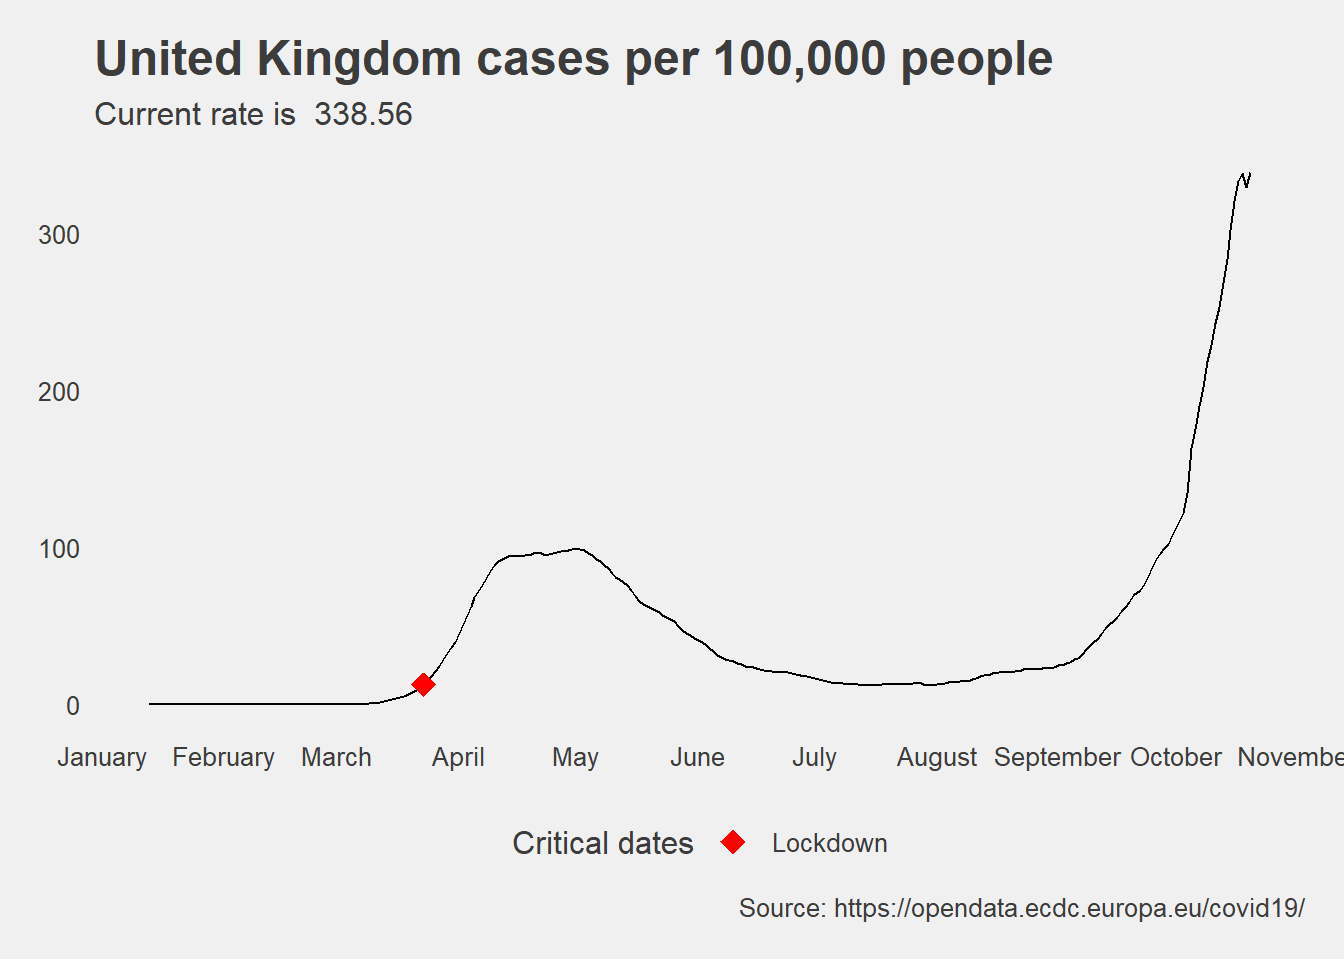 United Kingdom cases per 100,000 people
Current rate is  338.56
300
200
100
0
January February March April May June July August September October Novembe
Critical dates Lockdown
Source: https://opendata.ecdc.europa.eu/covid19/